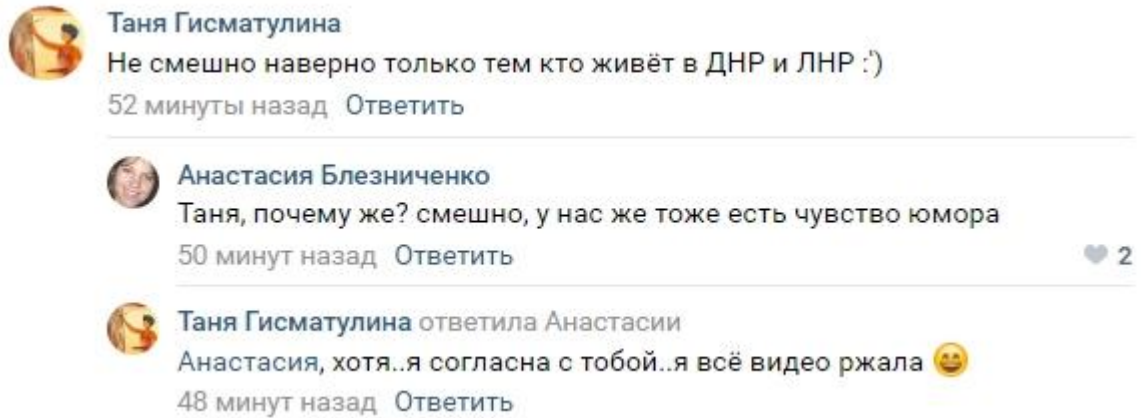 Таня Гисматулина
Не смешно наверно только тем кто живёт в ДНР и ЛНР :')
52 минуты назад Ответить
Анастасия Блезниченко
Таня, почему же? смешно, у нас же тоже есть чувство юмора
50 минут назад Ответить 2
Таня Гисматулина ответила Анастасии
Анастасия, хотя..я согласна с тобой..я всё видео ржала 😄
48 минут назад Ответить